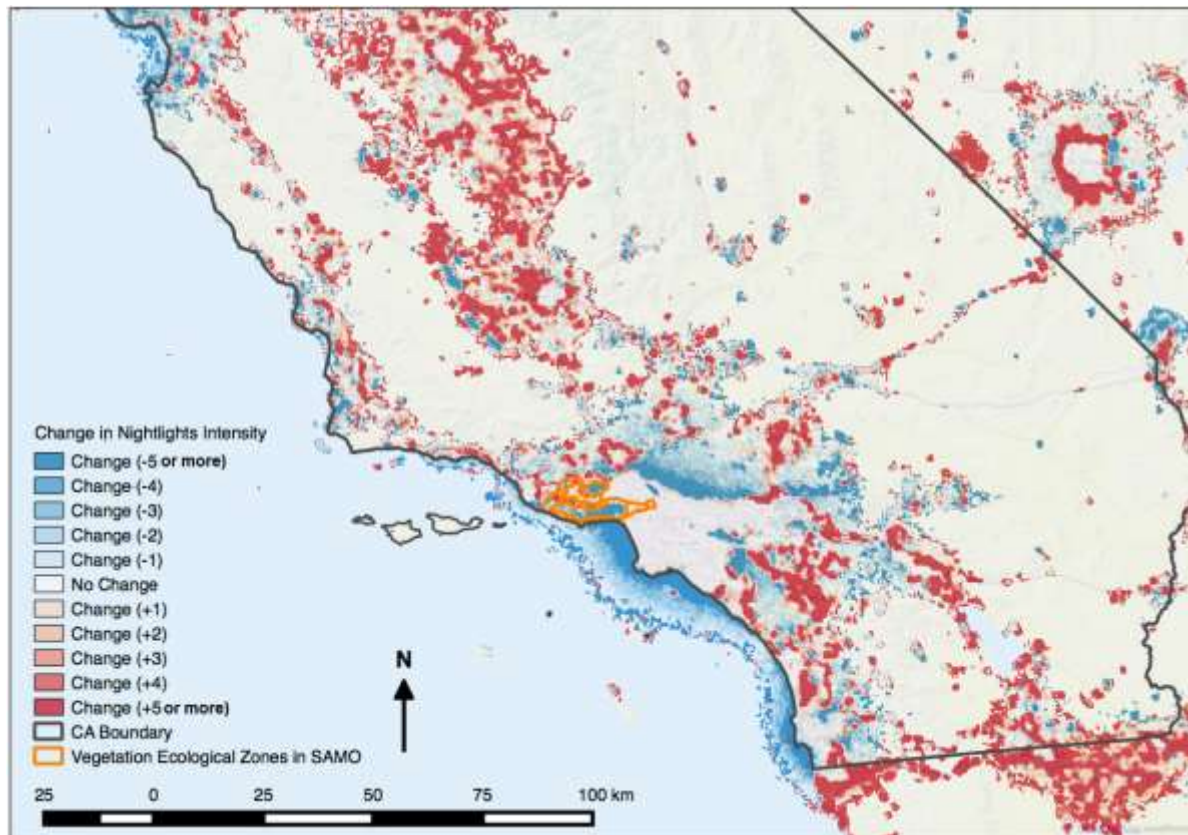 Change in Nightlights Intensity
Change (-5 or more)
Change (-4)
Change (-3)
Change (-2)
Change (-1)
No Change
Change (+1)
Change (+2)
Change (+3)
Change (+4)
Change (+5 or more)
CA Boundary
Vegetation Ecological Zones in SAMO
N
25 0 25 50 75 100 km